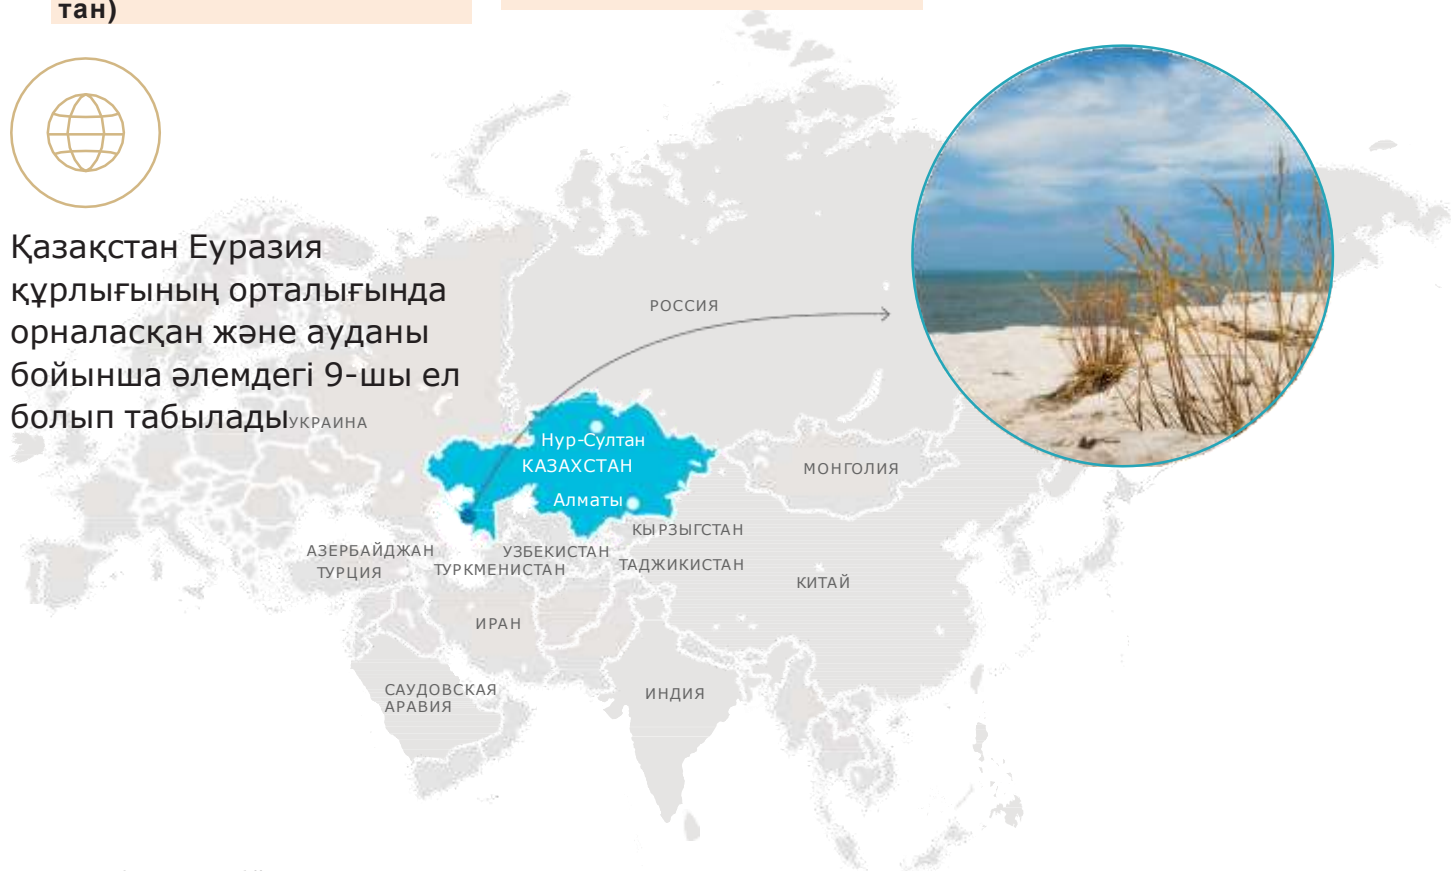 тан)
Қазақстан Еуразия
құрлығының орталығында
орналасқан және ауданы
бойынша әлемдегі 9-шы ел
болып табылады
РОССИЯ
УКРАИНА
Нур-Султан
КАЗАХСТАН
МОНГОЛИЯ
Алматы
КЫРЗЫГСТАН
АЗЕРБАЙДЖАН
УЗБЕКИСТАН
ТУРЦИЯ
ТУРКМЕНИСТАН
ТАДЖИКИСТАН
КИТАЙ
ИРАН
САУДОВСКАЯ
АРАВИЯ
ИНДИЯ